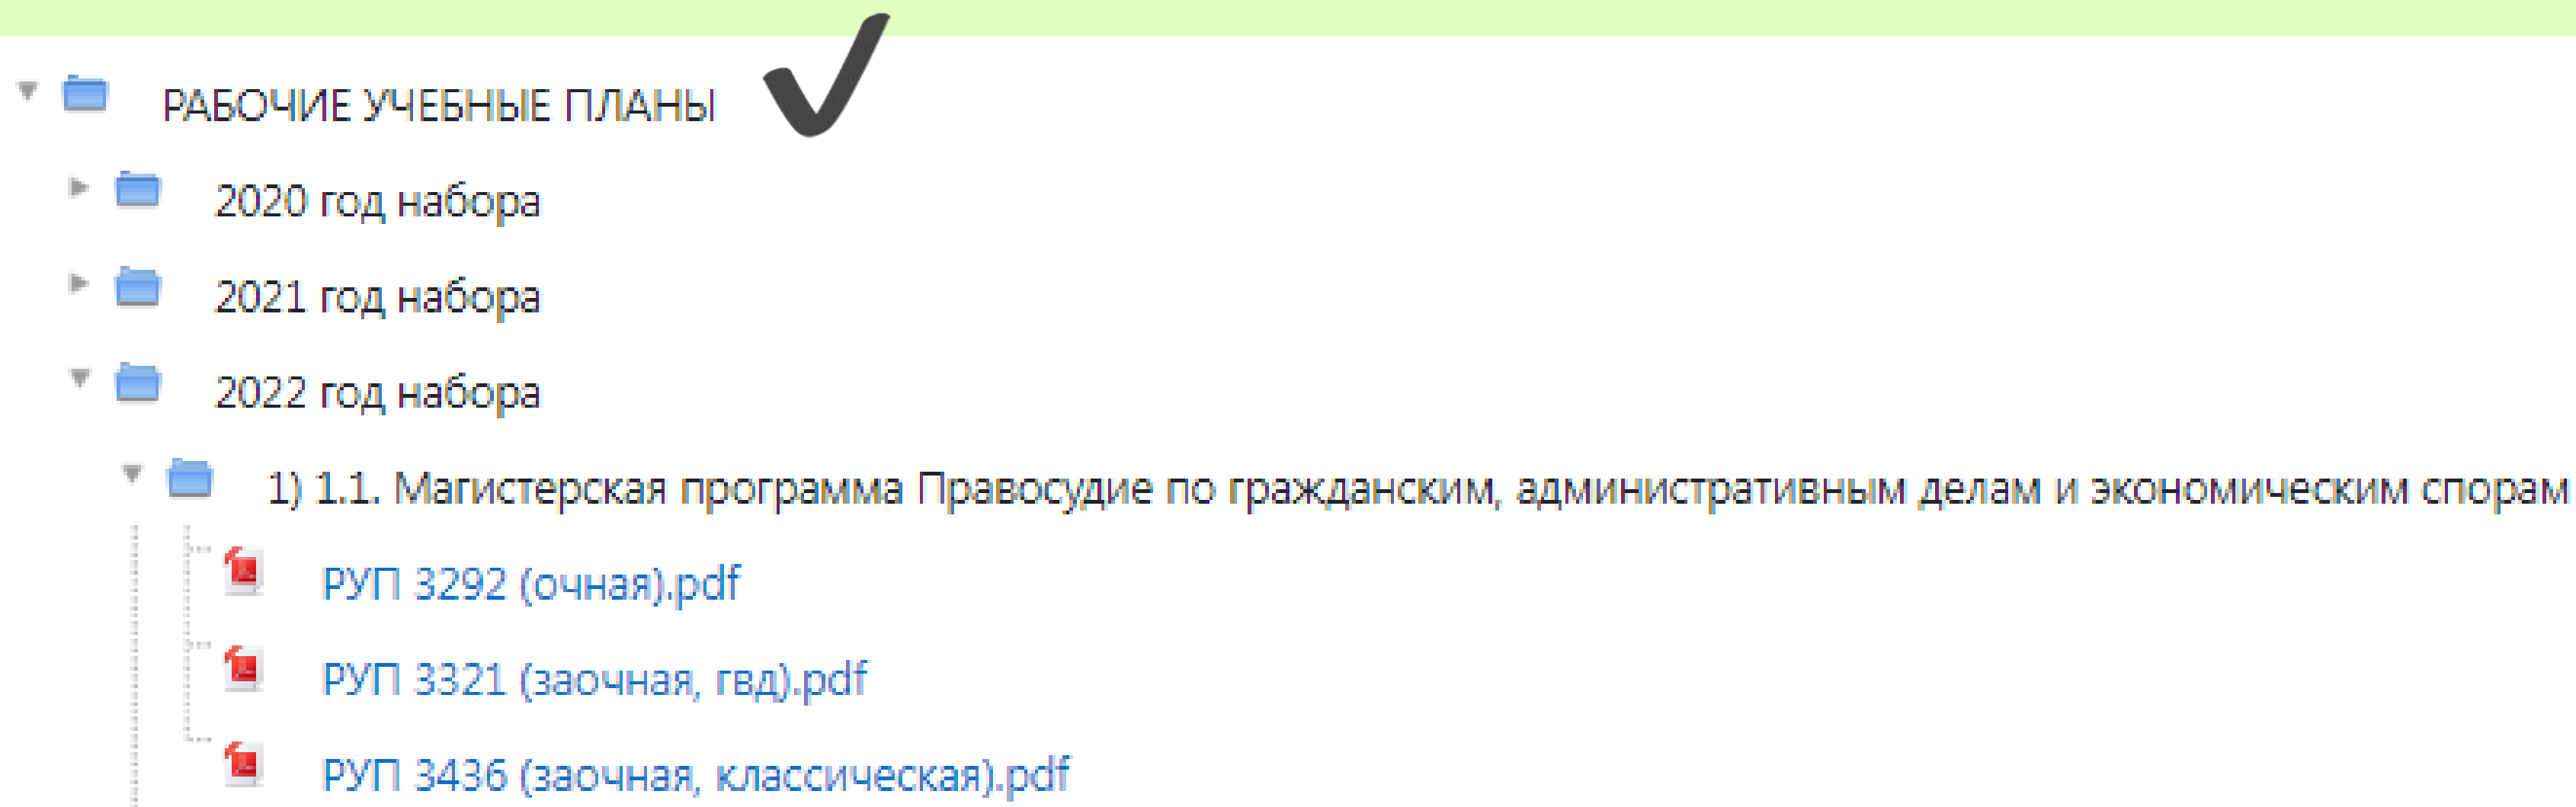 РАБОЧИЕ УЧЕБНЫЕ ПЛАНЫ
2020 год набора
2021 год набора
2022 год набора
1) 1.1. Магистерская программа Правосудие по гражданским, административным делам и экономическим спорам
РУП 3292 (очная).pdf
РУП 3321 (заочная, гвд).pdf
РУП 3436 (заочная, классическая).pdf